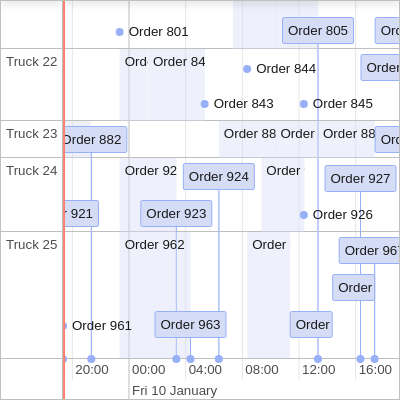 Order 801
Order 805
Truck 22
Ord
Order 84
Order 844
Order
Order 843
Order 845
Truck 23
Order 882
Order 88
Order
Order 88
Truck 24
Order 92
Order 924
Order
Order 927
921
Order 923
Order 926
Truck 25
Order 962
Order
Order 967
Order
Order 961
Order 963
Order
20:00
00:00
04:00
08:00
12:00
16:00
Fri 10 January